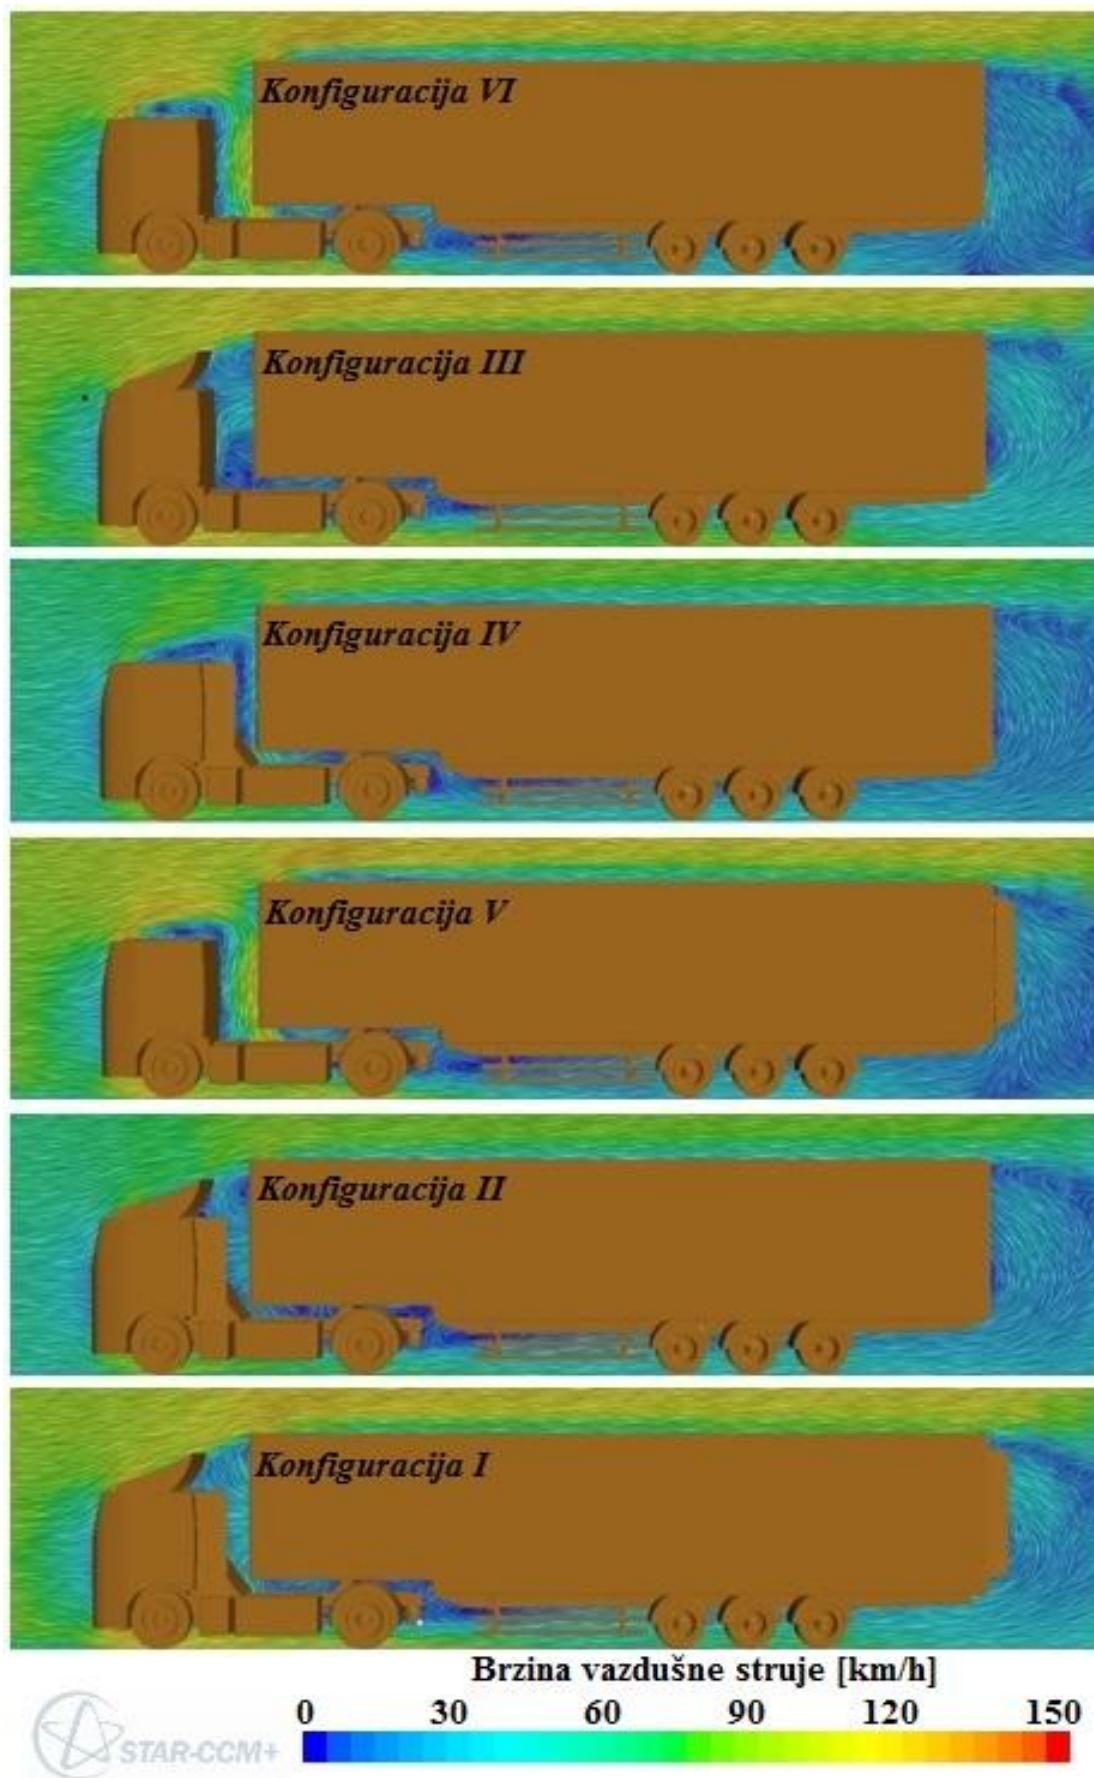 Konfiguracija VI
Konfiguracija III
Konfiguracija IV
Konfiguracija V
Konfiguracija II
Konfiguracija I
Brzina vazdušne struje [km/h]
0 30 60 90 120 150
STAR-CCM+